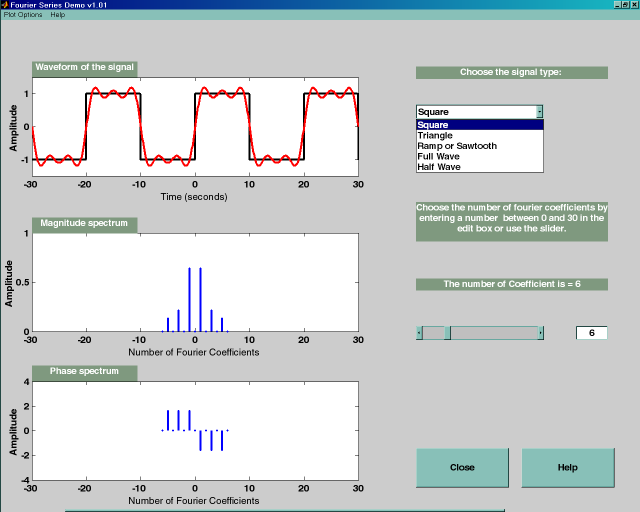 Fourier Series Demo v1.01
Plot Options Help
Waveform of the signal
Amplitude
1
0
-1
-30 -20 -10 0 10 20 30
Time (seconds)
Magnitude spectrum
Amplitude
1
0.5
0
-30 -20 -10 0 10 20 30
Number of Fourier Coefficients
Phase spectrum
Amplitude
4
2
0
-2
-4
-30 -20 -10 0 10 20 30
Number of Fourier Coefficients
Choose the signal type:
Square
Square
Triangle
Ramp or Sawtooth
Full Wave
Half Wave
Choose the number of fourier coefficients by
entering a number between 0 and 30 in the
edit box or use the slider.
The number of Coefficient is = 6
6
Close Help